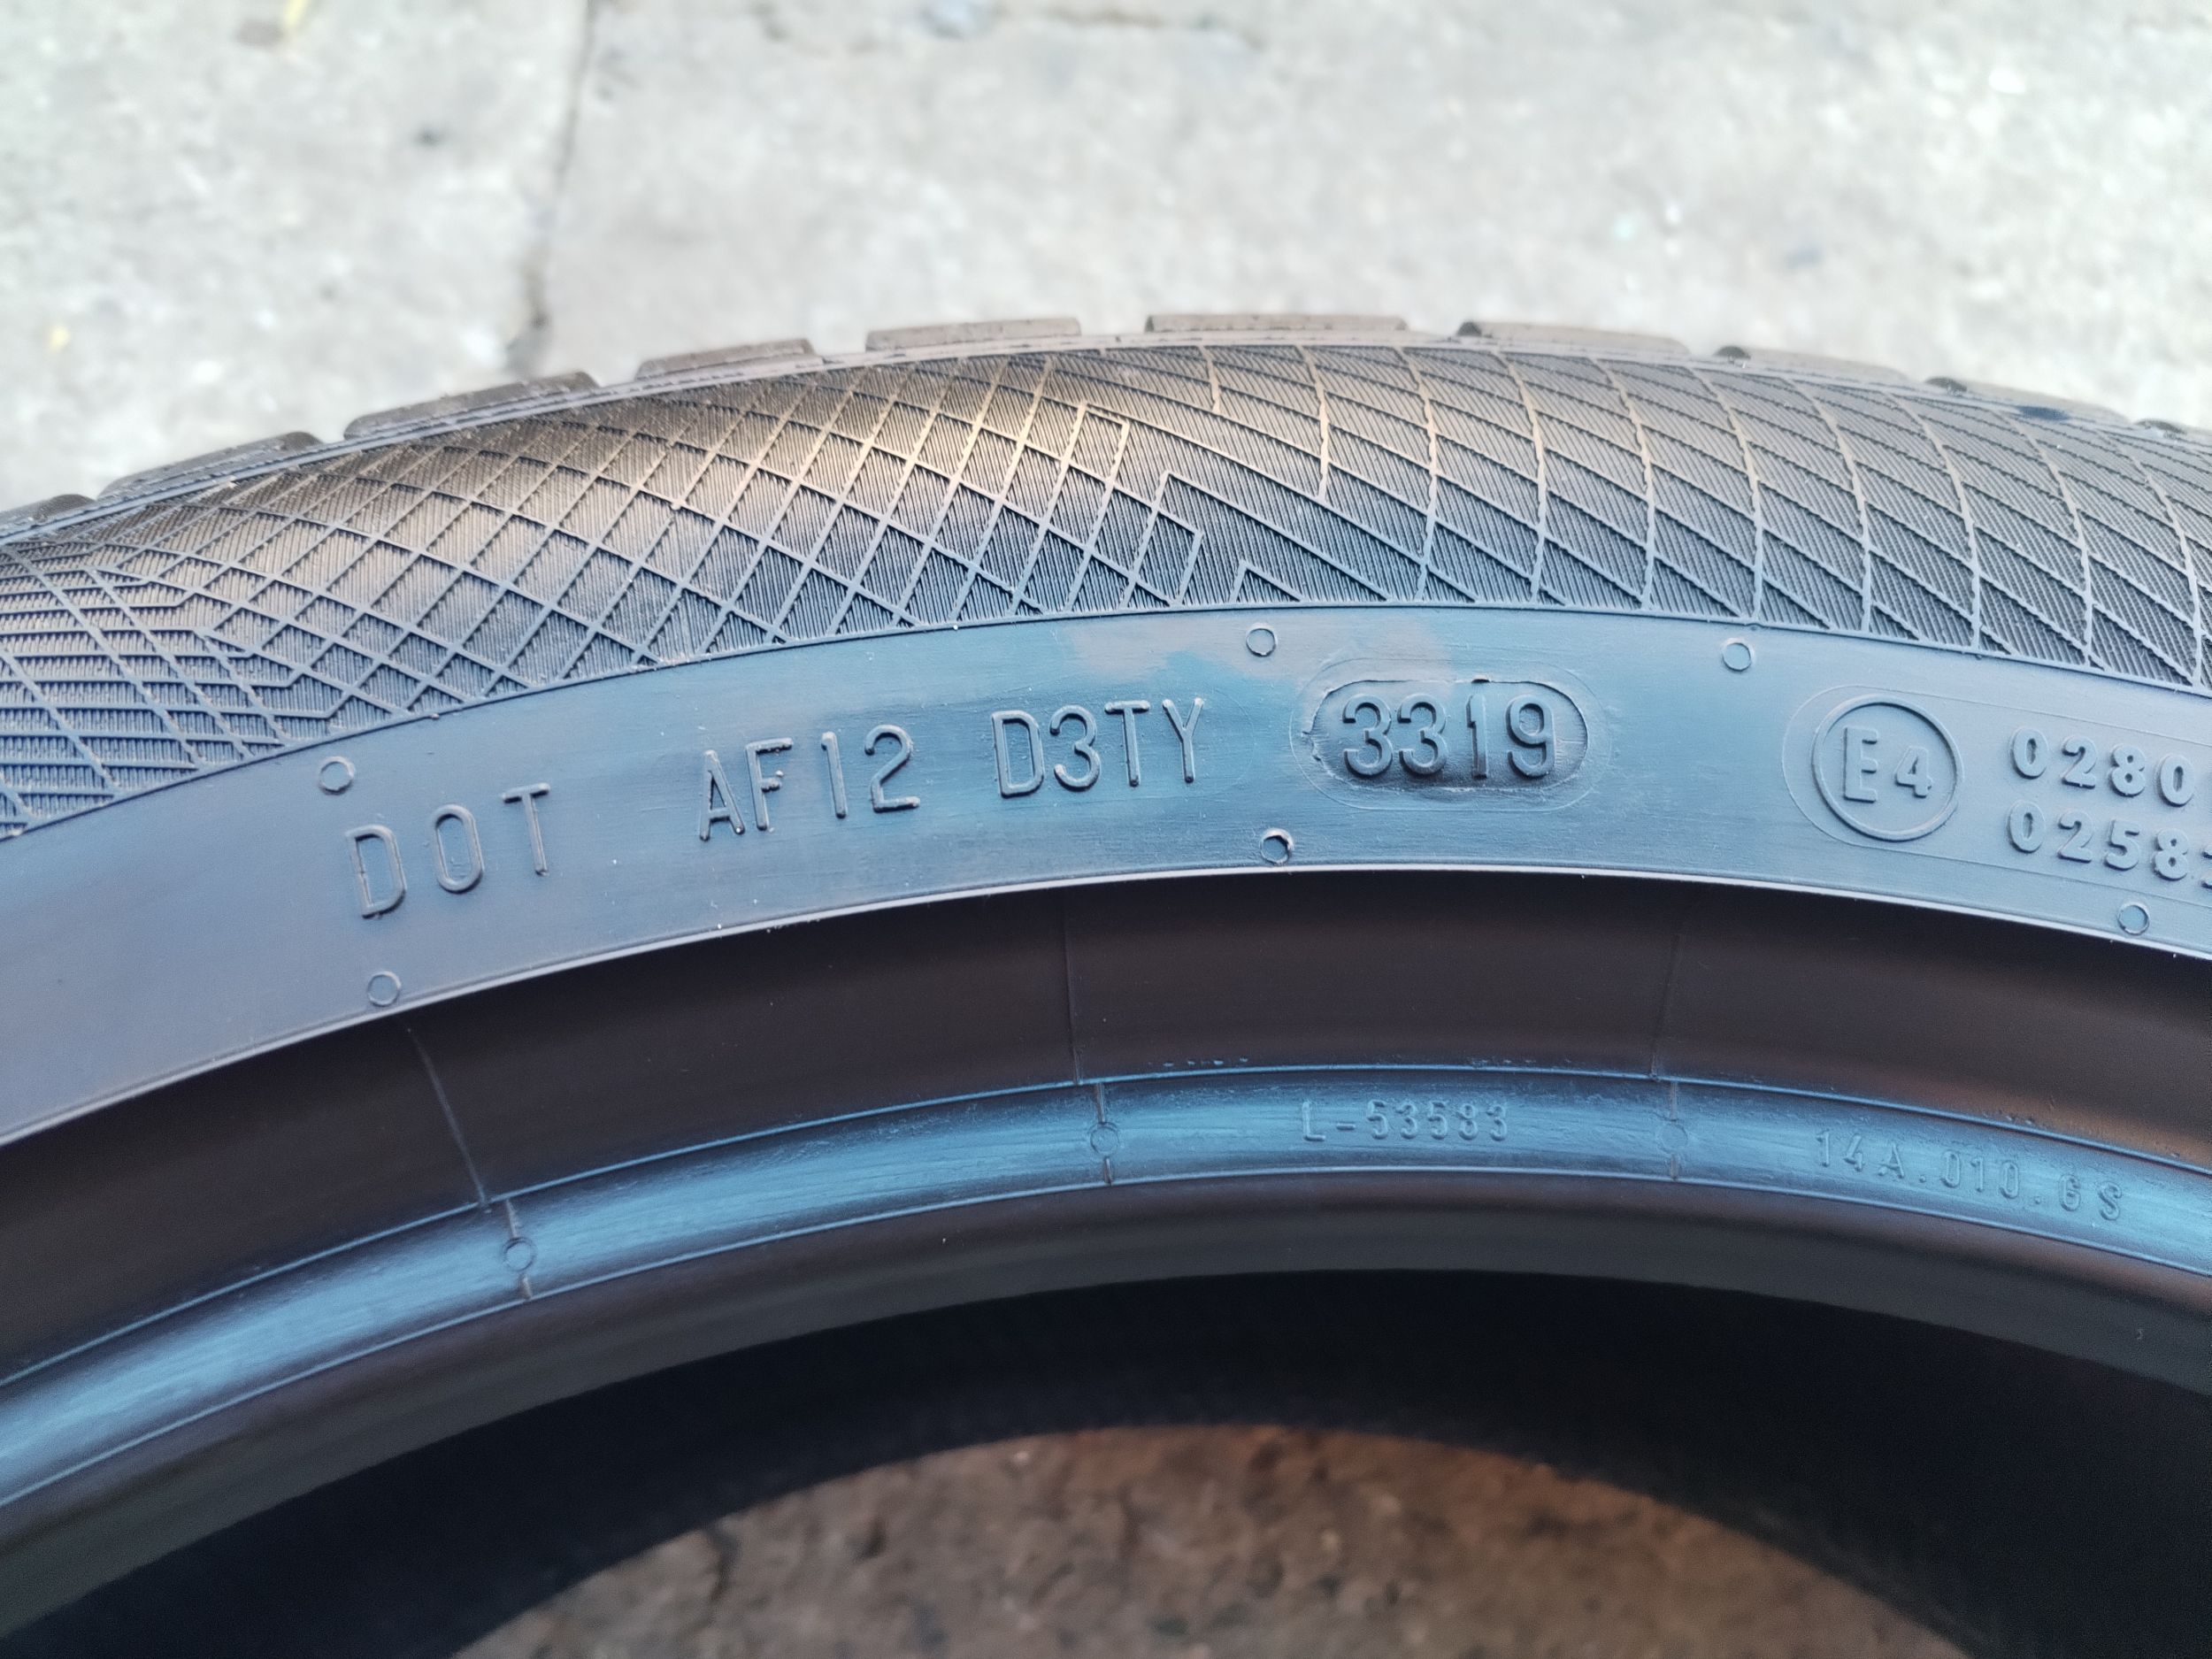 DOT AF12 D3TY 3319
E4 0280
0258
L-53583
14A.010.6S